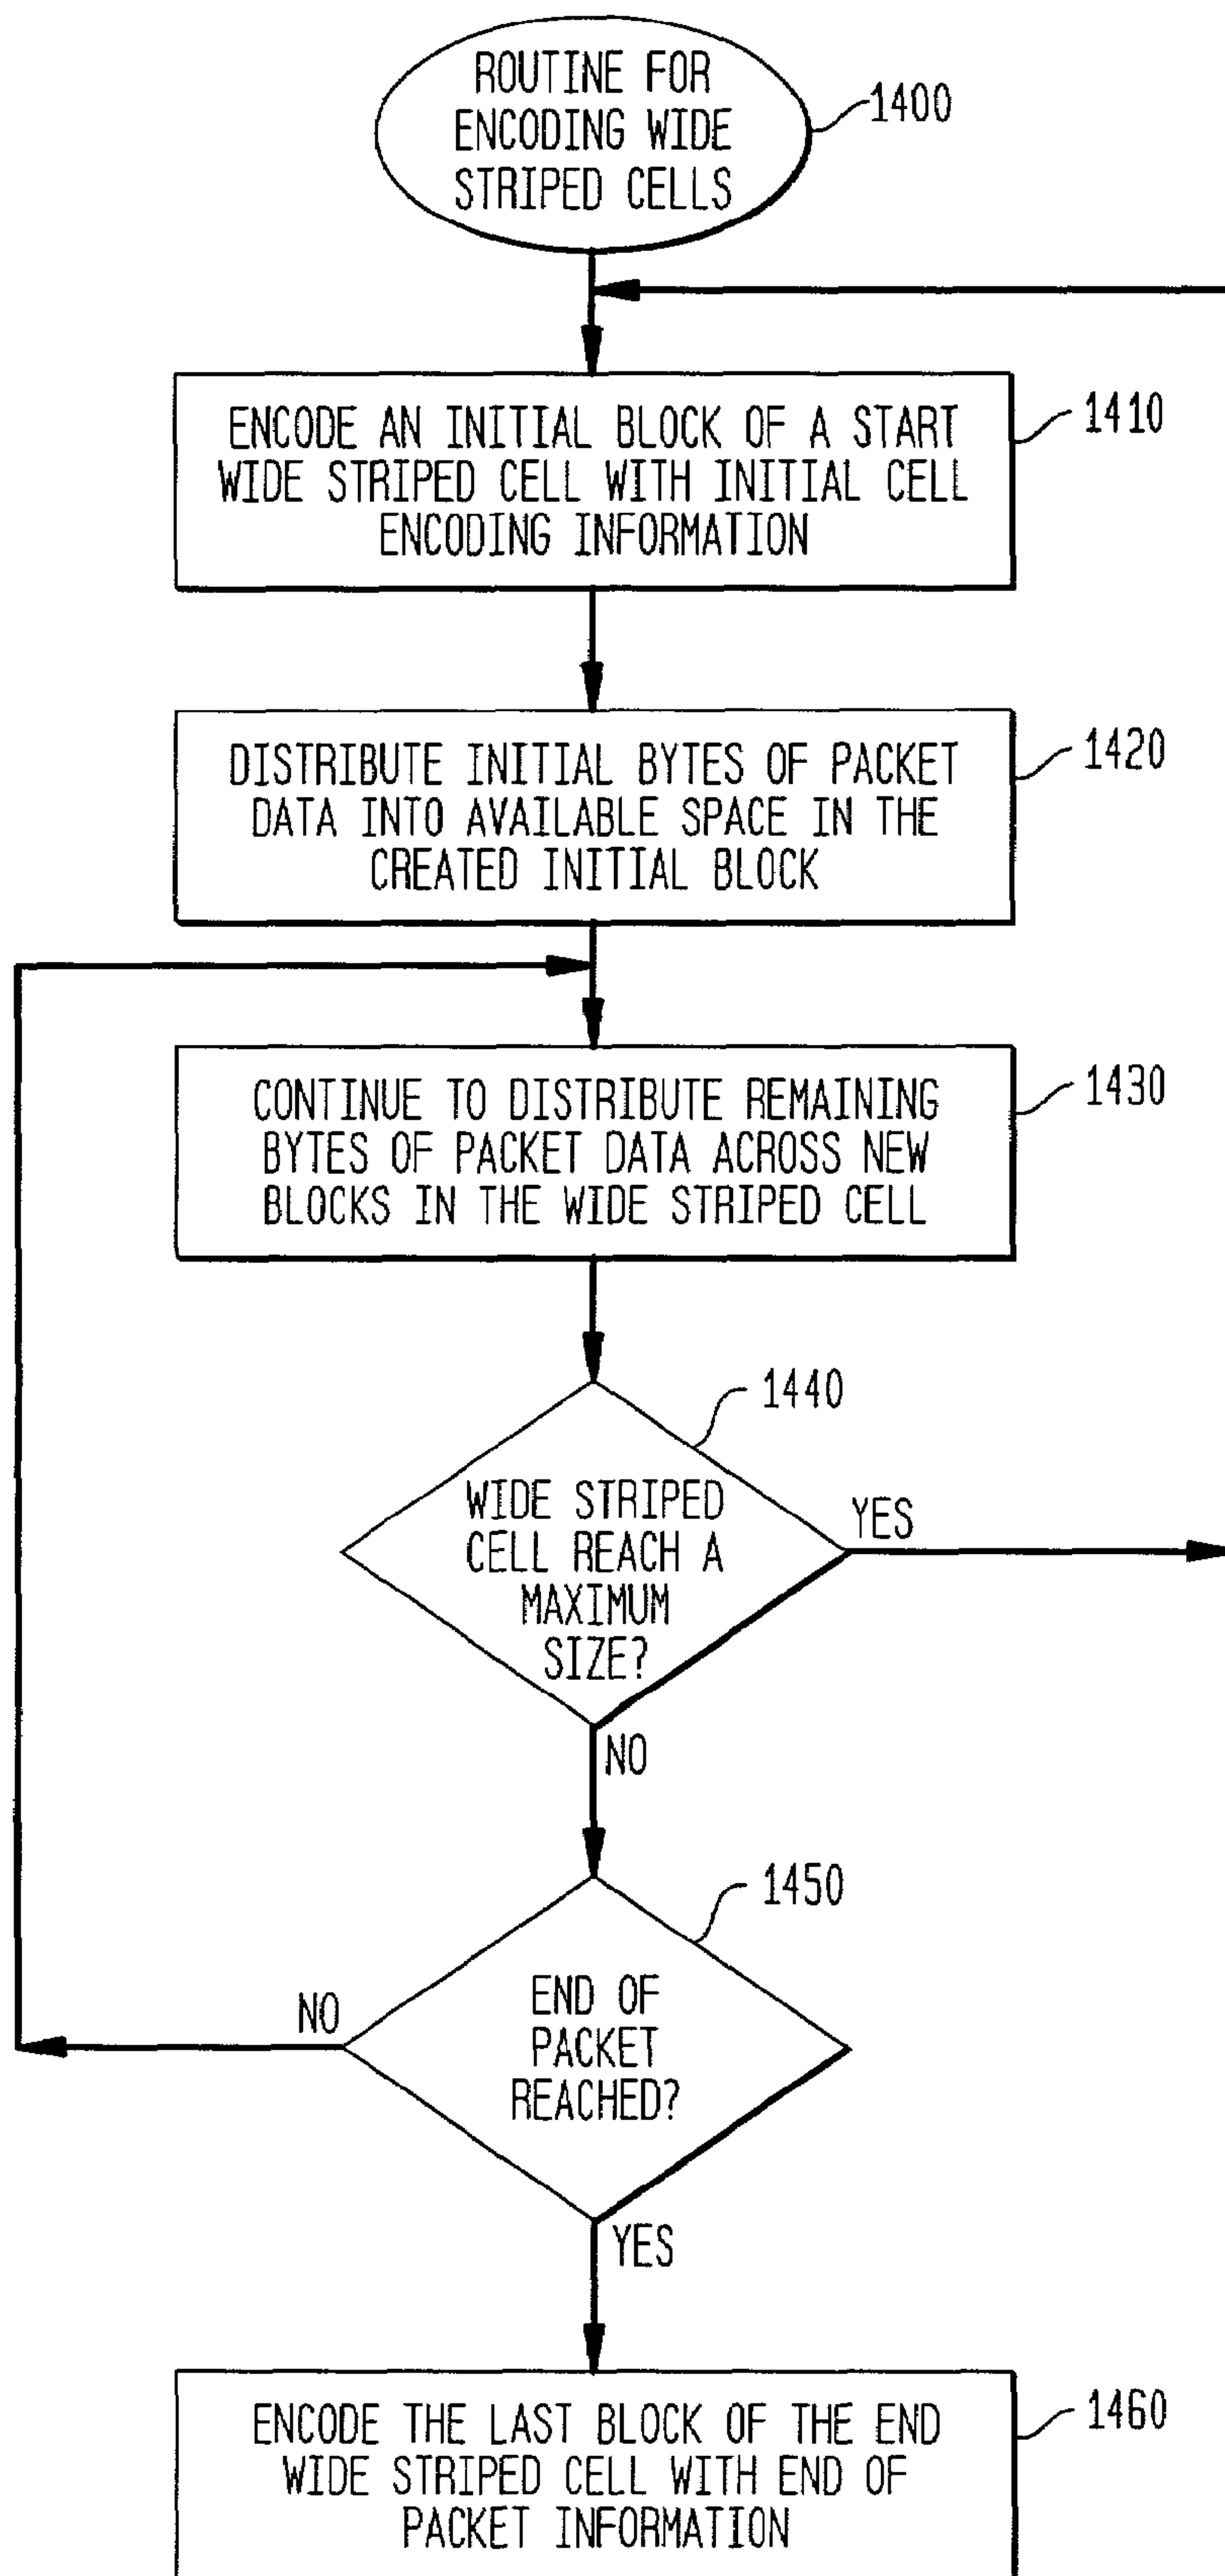 ROUTINE FOR
ENCODING WIDE
STRIPED CELLS
1400
ENCODE AN INITIAL BLOCK OF A START
WIDE STRIPED CELL WITH INITIAL CELL
ENCODING INFORMATION
1410
DISTRIBUTE INITIAL BYTES OF PACKET
DATA INTO AVAILABLE SPACE IN THE
CREATED INITIAL BLOCK
1420
CONTINUE TO DISTRIBUTE REMAINING
BYTES OF PACKET DATA ACROSS NEW
BLOCKS IN THE WIDE STRIPED CELL
1430
1440
WIDE STRIPED
CELL REACH A
MAXIMUM
SIZE?
YES
NO
1450
END OF
PACKET
REACHED?
NO
YES
ENCODE THE LAST BLOCK OF THE END
WIDE STRIPED CELL WITH END OF
PACKET INFORMATION
1460